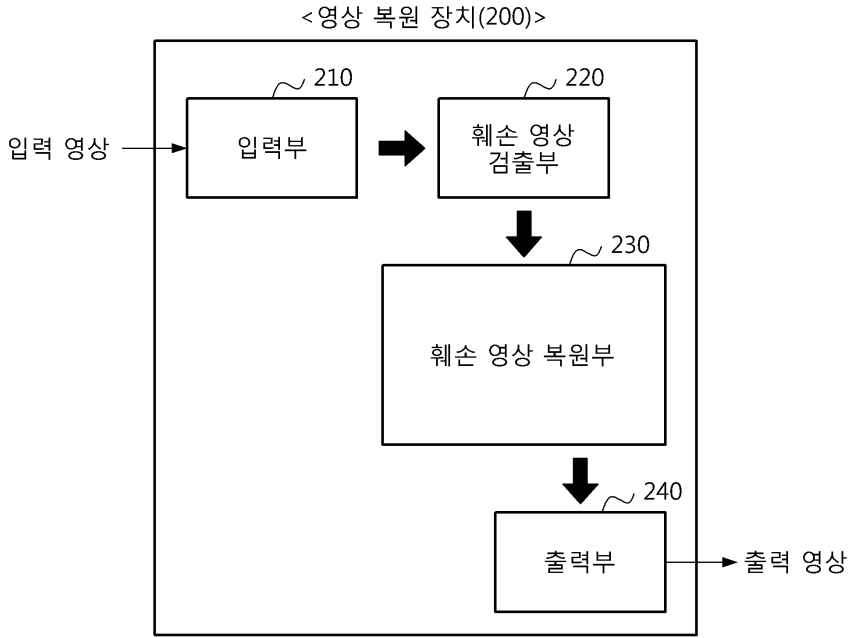 <영상 복원 장치(200)>
210
220
입력 영상
입력부
훼손 영상
검출부
230
훼손 영상 복원부
240
출력부
출력 영상